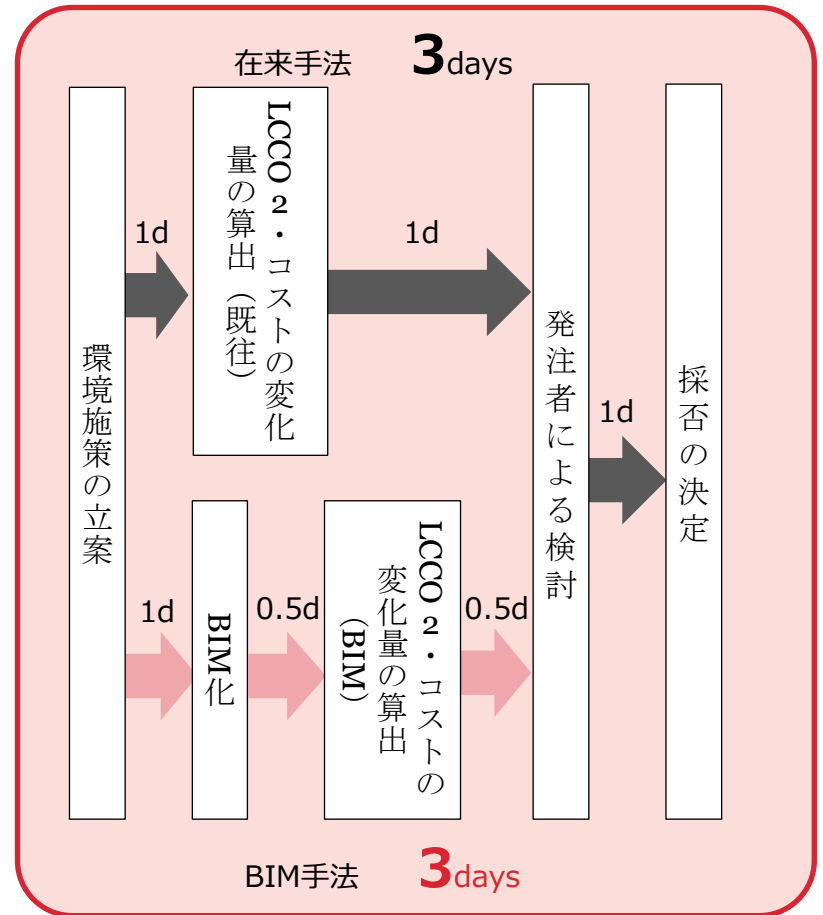 在来手法 3days
環境施策の立案
1d
LCCO2・コストの変化
量の算出（既往）
1d
1d
BIM化
0.5d
LCCO2・コストの
変化量の算出
(BIM)
0.5d
発注者による検討
1d
採否の決定
BIM手法 3days